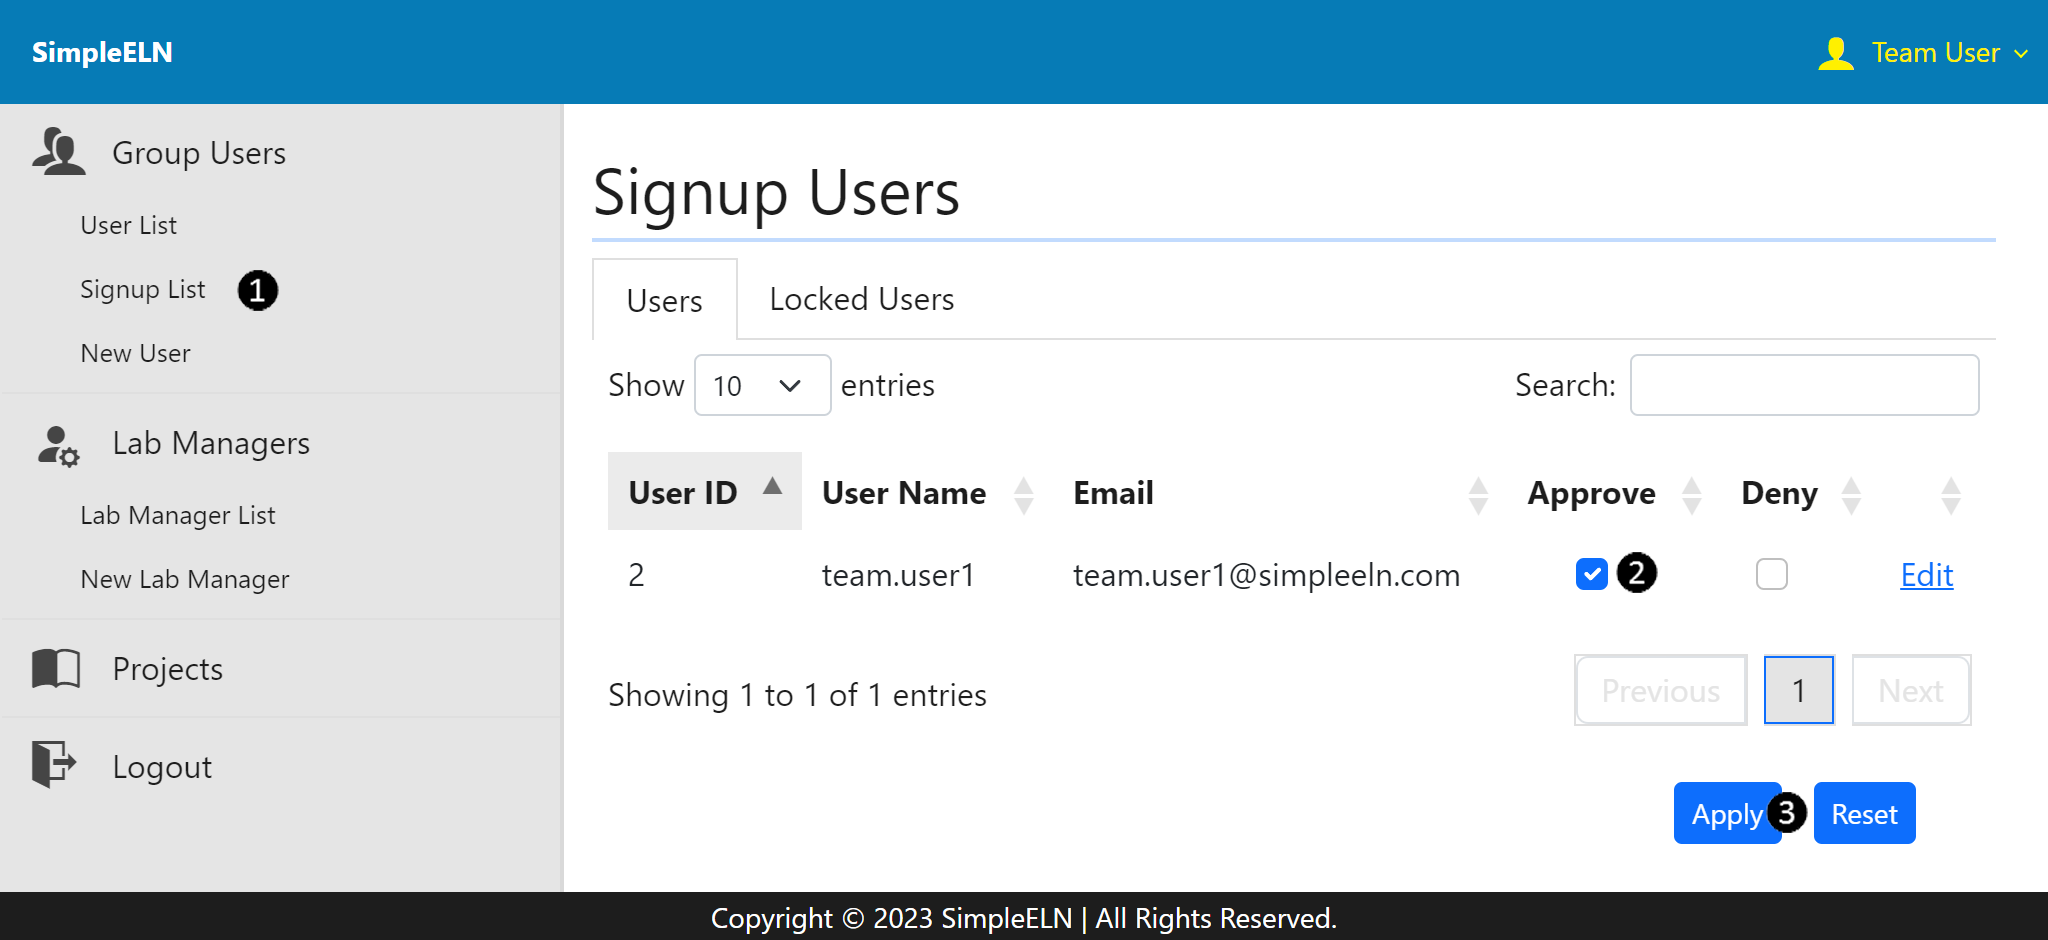 SimpleELN
Team User
Group Users
User List
Signup List 1
New User
Lab Managers
Lab Manager List
New Lab Manager
Projects
Logout
Signup Users
Users Locked Users
Show 10 entries Search:
User ID User Name Email Approve Deny
2 team.user1 team.user1@simpleeln.com 2 Edit
Showing 1 to 1 of 1 entries Previous 1 Next
Apply 3 Reset
Copyright © 2023 SimpleELN | All Rights Reserved.